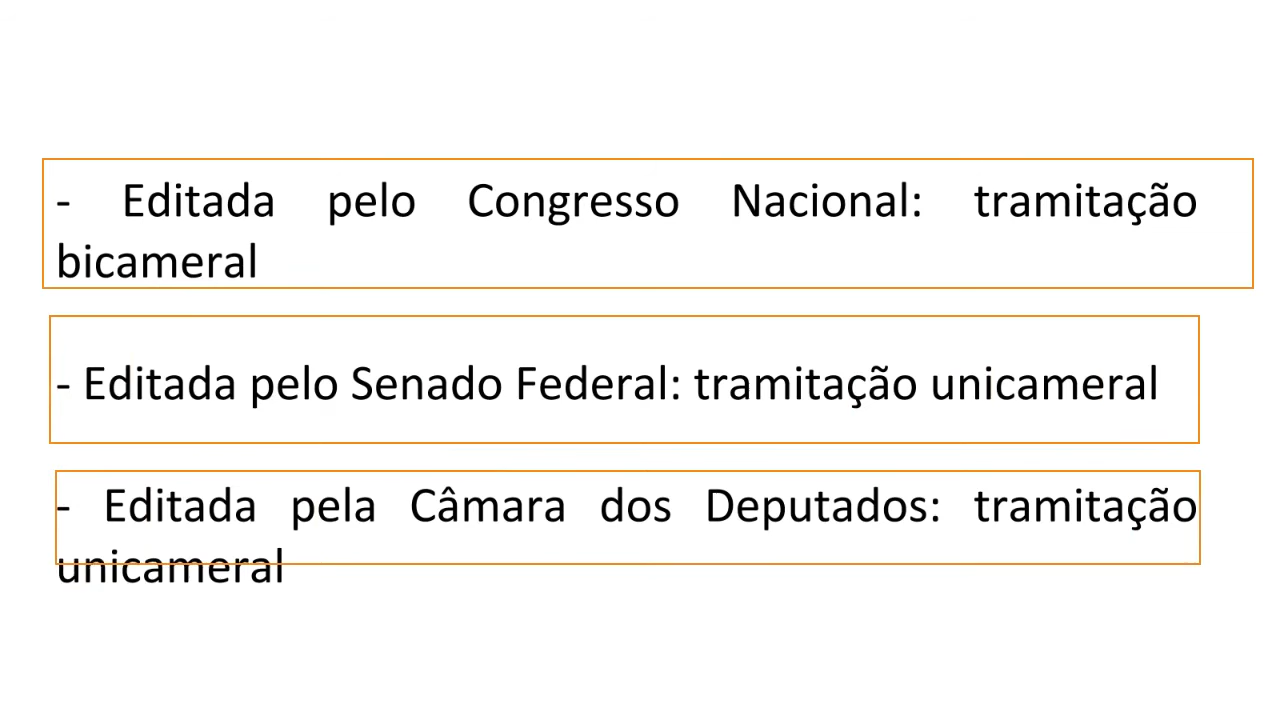 - Editada pelo Congresso Nacional: tramitação
bicameral
- Editada pelo Senado Federal: tramitação unicameral
- Editada pela Câmara dos Deputados: tramitação
unicameral